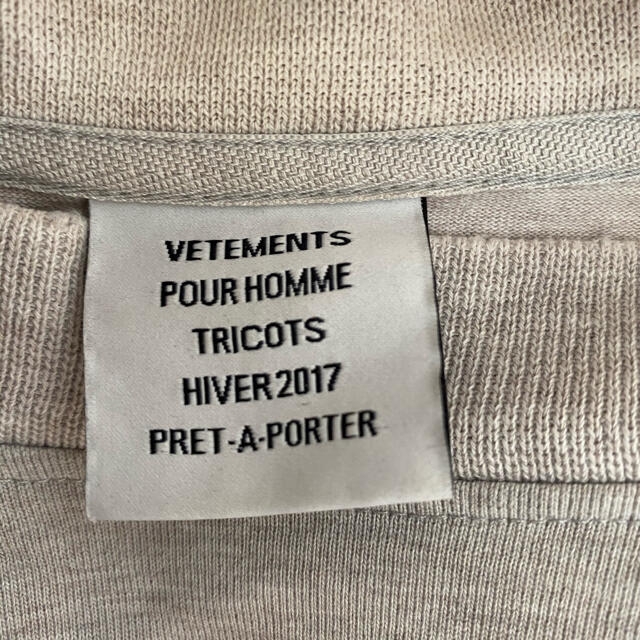 VETEMENTS
POUR HOMME
TRICOTS
HIVER 2017
PRET-A-PORTER